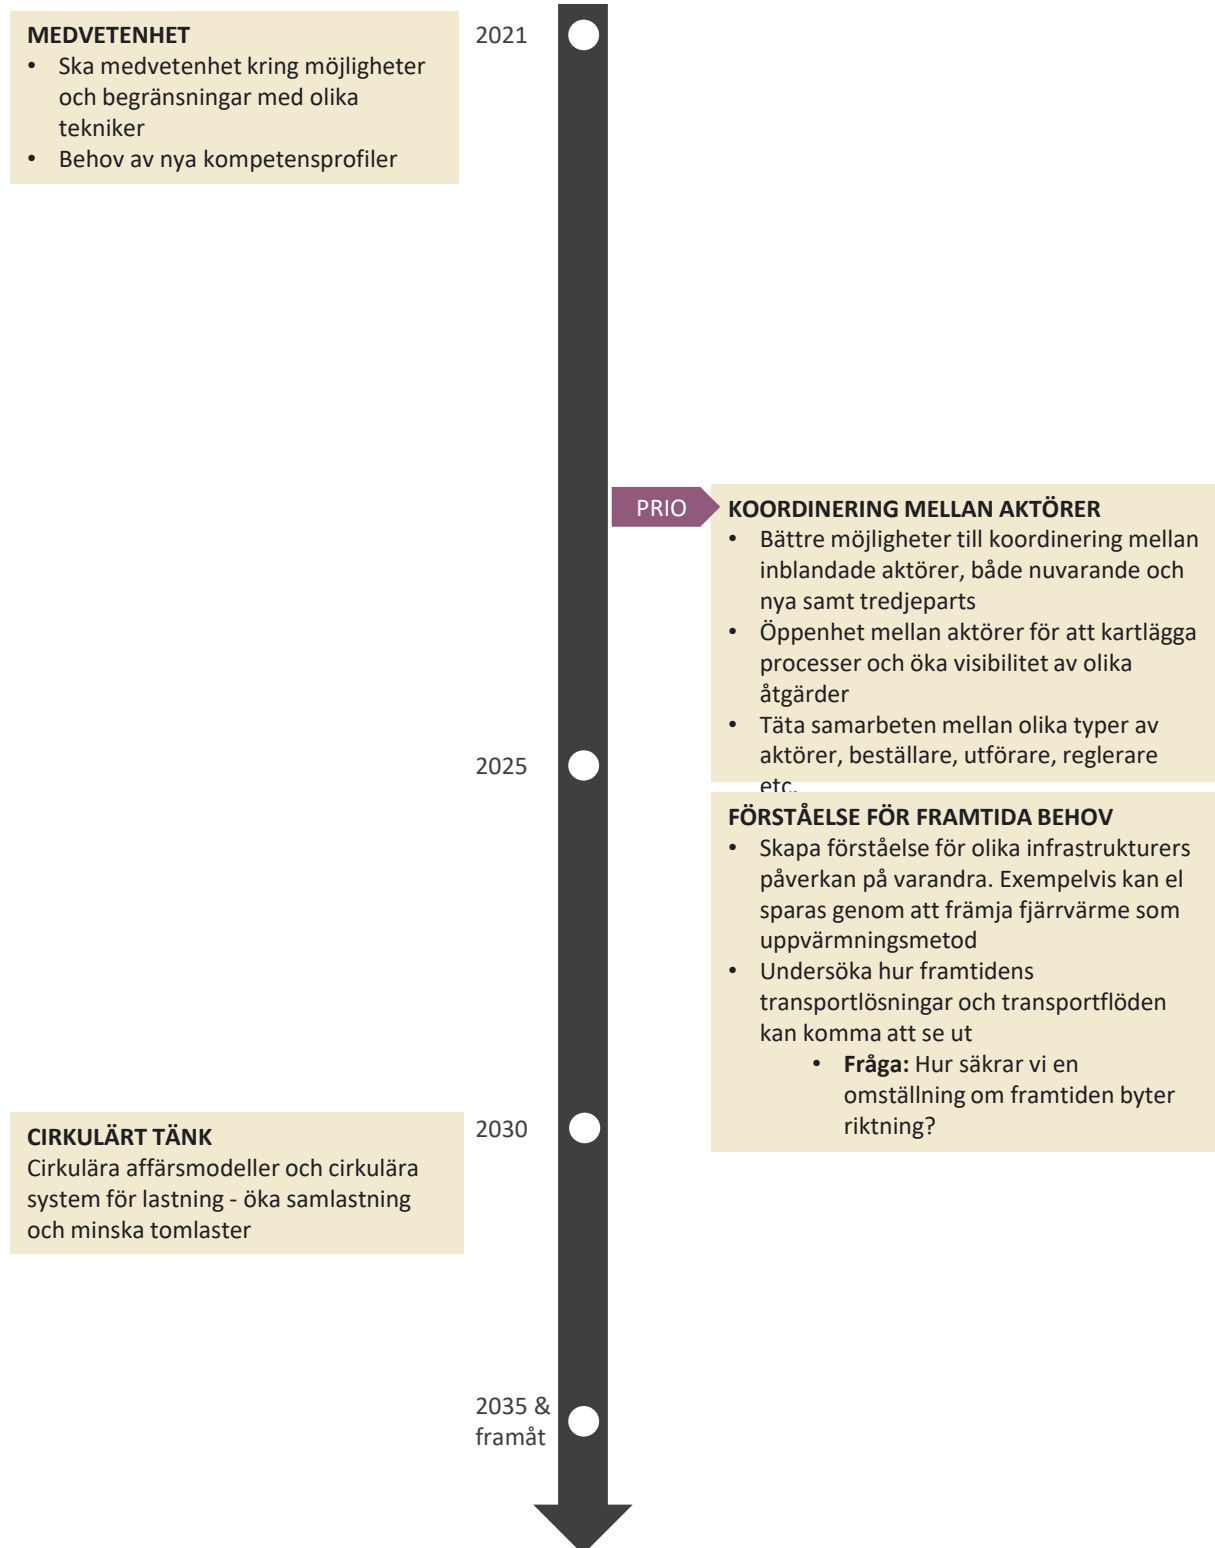 MEDVETENHET
• Ska medvetenhet kring möjligheter
och begränsningar med olika
tekniker
• Behov av nya kompetensprofiler
2021
PRIO
KOORDINERING MELLAN AKTÖRER
• Bättre möjligheter till koordinering mellan
inblandade aktörer, både nuvarande och
nya samt tredjeparts
• Öppenhet mellan aktörer för att kartlägga
processer och öka visibilitet av olika
åtgärder
• Täta samarbeten mellan olika typer av
aktörer, beställare, utförare, reglerare
etc.
2025
FÖRSTÅELSE FÖR FRAMTIDA BEHOV
• Skapa förståelse för olika infrastrukturers
påverkan på varandra. Exempelvis kan el
sparas genom att främja fjärrvärme som
uppvärmningsmetod
• Undersöka hur framtidens
transportlösningar och transportflöden
kan komma att se ut
• Fråga: Hur säkrar vi en
omställning om framtiden byter
riktning?
CIRKULÄRT TÄNK
Cirkulära affärsmodeller och cirkulära
system för lastning - öka samlastning
och minska tomlaster
2030
2035 &
framåt